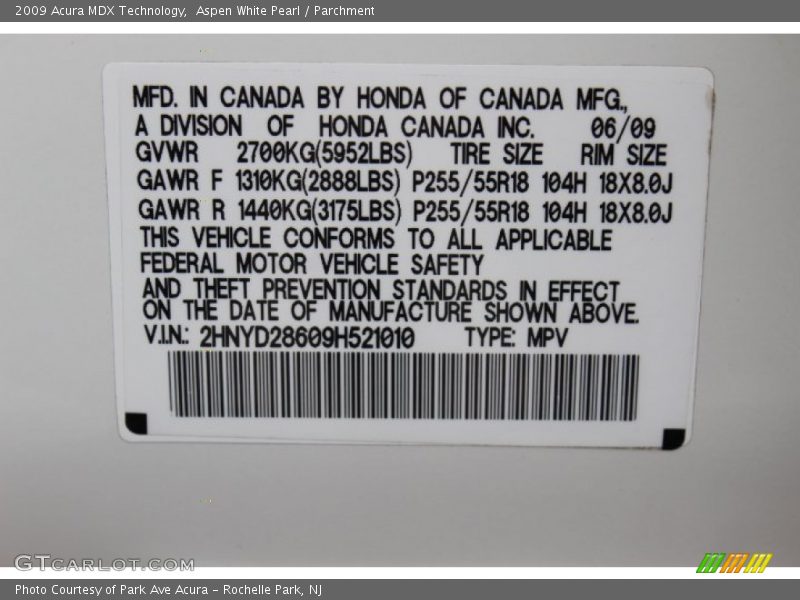 2009 Acura MDX Technology,  Aspen White Pearl / Parchment
MFD. IN CANADA BY HONDA OF CANADA MFG.,
A DIVISION OF HONDA CANADA INC. 06/09
GVWR 2700KG(5952LBS) TIRE SIZE RIM SIZE
GAWR F 1310KG(2888LBS) P255/55R18 104H 18X8.0J
GAWR R 1440KG(3175LBS) P255/55R18 104H 18X8.0J
THIS VEHICLE CONFORMS TO ALL APPLICABLE
FEDERAL MOTOR VEHICLE SAFETY
AND THEFT PREVENTION STANDARDS IN EFFECT
ON THE DATE OF MANUFACTURE SHOWN ABOVE.
V.I.N.: 2HNYD28609H521010 TYPE: MPV
GTCARLOT.COM
Photo Courtesy of Park Ave Acura - Rochelle Park, NJ